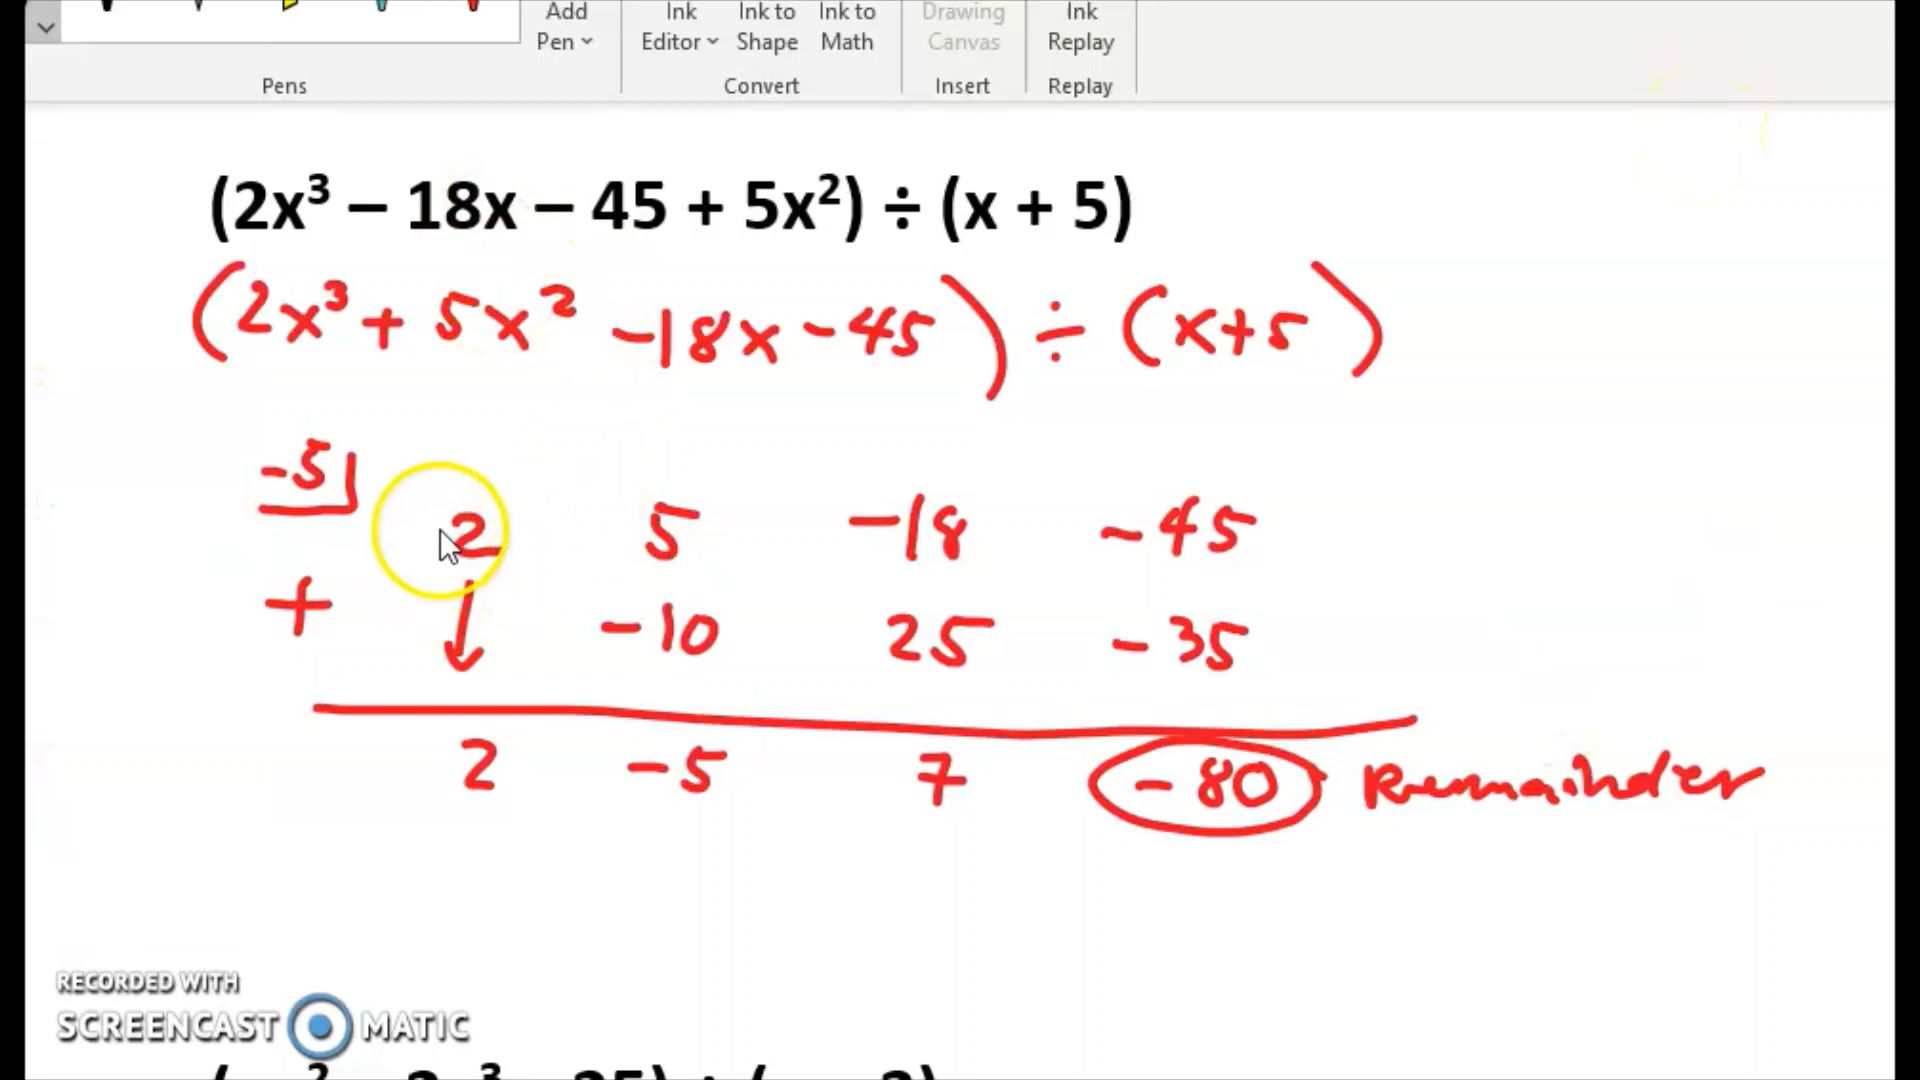 Add Pen
Ink Editor
Ink to Shape
Ink to Math
Drawing Canvas
Ink Replay
Pens
Convert
Insert
Replay
(2x³ – 18x – 45 + 5x²) ÷ (x + 5)
(2x³ + 5x² -18x -45) ÷ (x+5)
-5
2 5 -18 -45
+ -10 25 -35
2 -5 7 -80 Remainder
RECORDED WITH
SCREENCAST MATIC